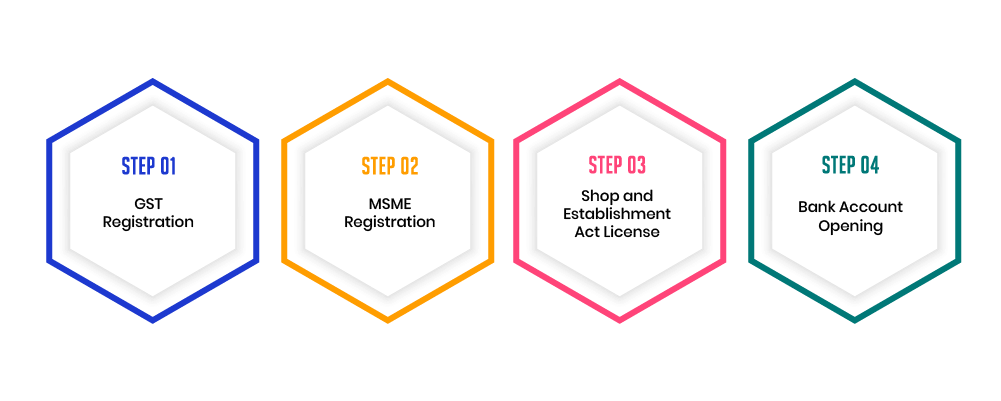 STEP 01
GST
Registration
STEP 02
MSME
Registration
STEP 03
Shop and
Establishment
Act License
STEP 04
Bank Account
Opening